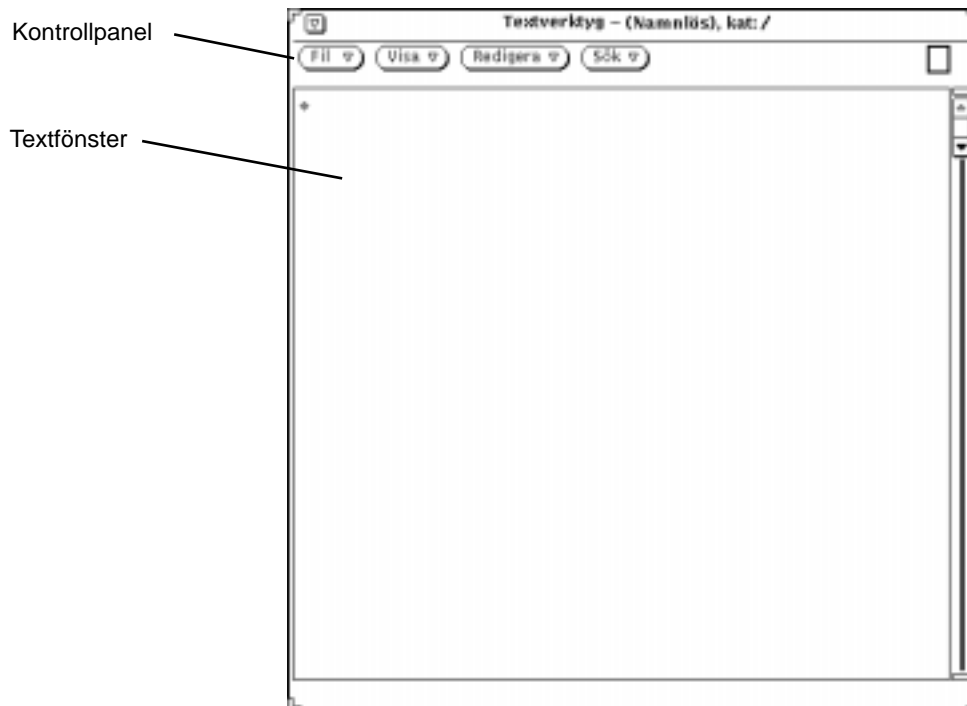 Textverktyg – (Namnlös), kat: /
Kontrollpanel
Fil Visa Redigera Sök
Textfönster